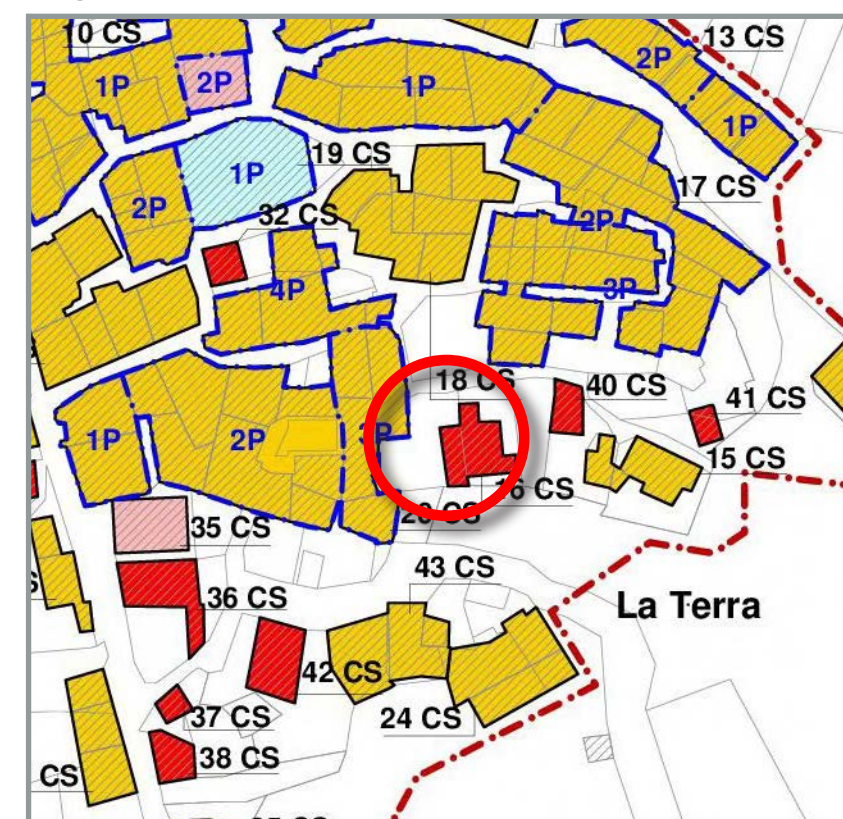 10 CS
13 CS
2P
1P
2P
1P
1P
19 CS
1P
17 CS
2P
32 CS
2P
4P
3P
18 CS
40 CS
41 CS
1P
2P
3P
15 CS
16 CS
20 CS
35 CS
43 CS
36 CS
La Terra
42 CS
37 CS
24 CS
38 CS
CS